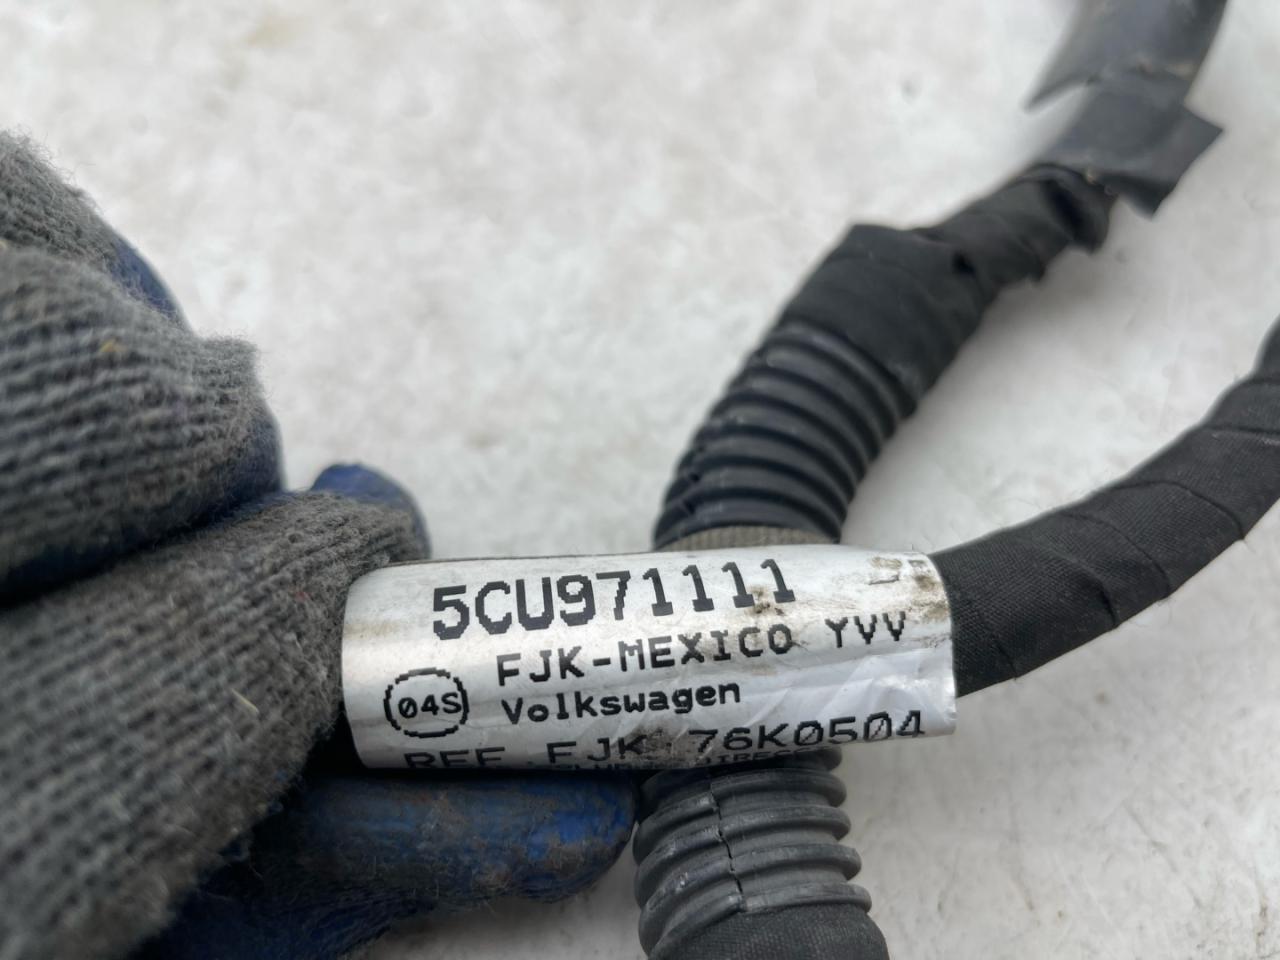 5CU971111
FJK-MEXICO YVV
04S
Volkswagen
REF FJK 76K0504